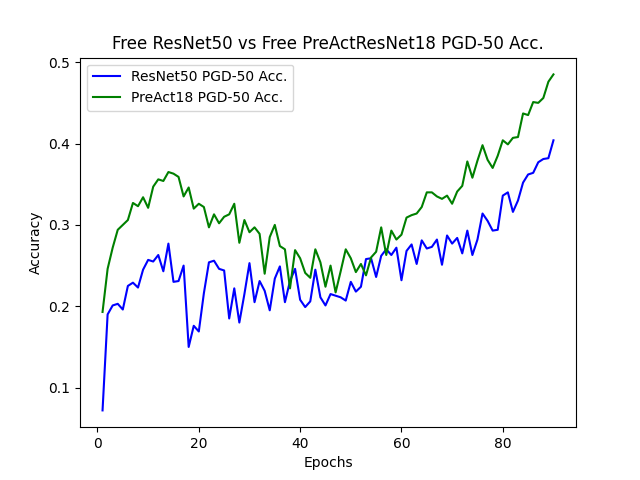 Free ResNet50 vs Free PreActResNet18 PGD-50 Acc.
ResNet50 PGD-50 Acc.
PreAct18 PGD-50 Acc.
Accuracy
0.5
0.4
0.3
0.2
0.1
0 20 40 60 80
Epochs